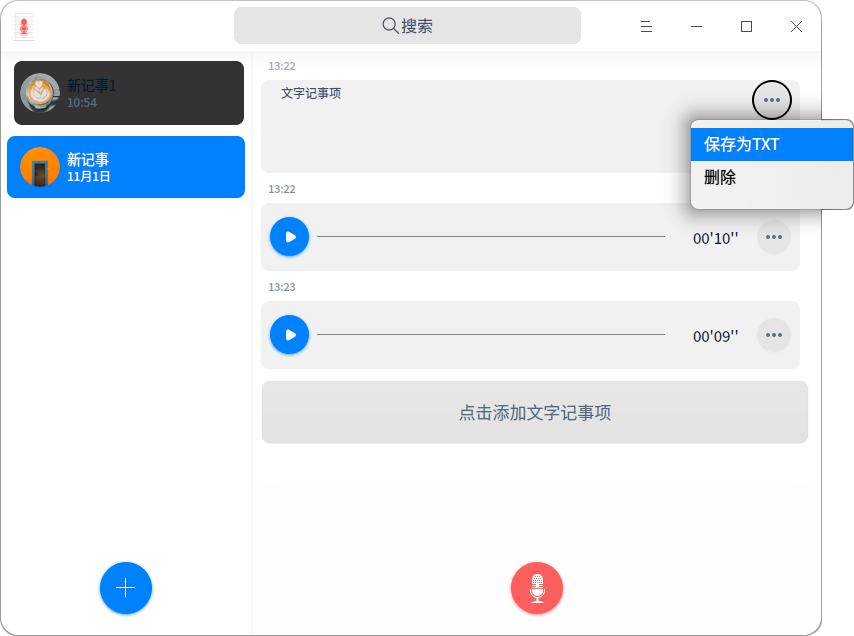 搜索
新记事1
10:54
新记事
11月1日
13:22
文字记事项
保存为TXT
删除
13:22
00'10''
13:23
00'09''
点击添加文字记事项